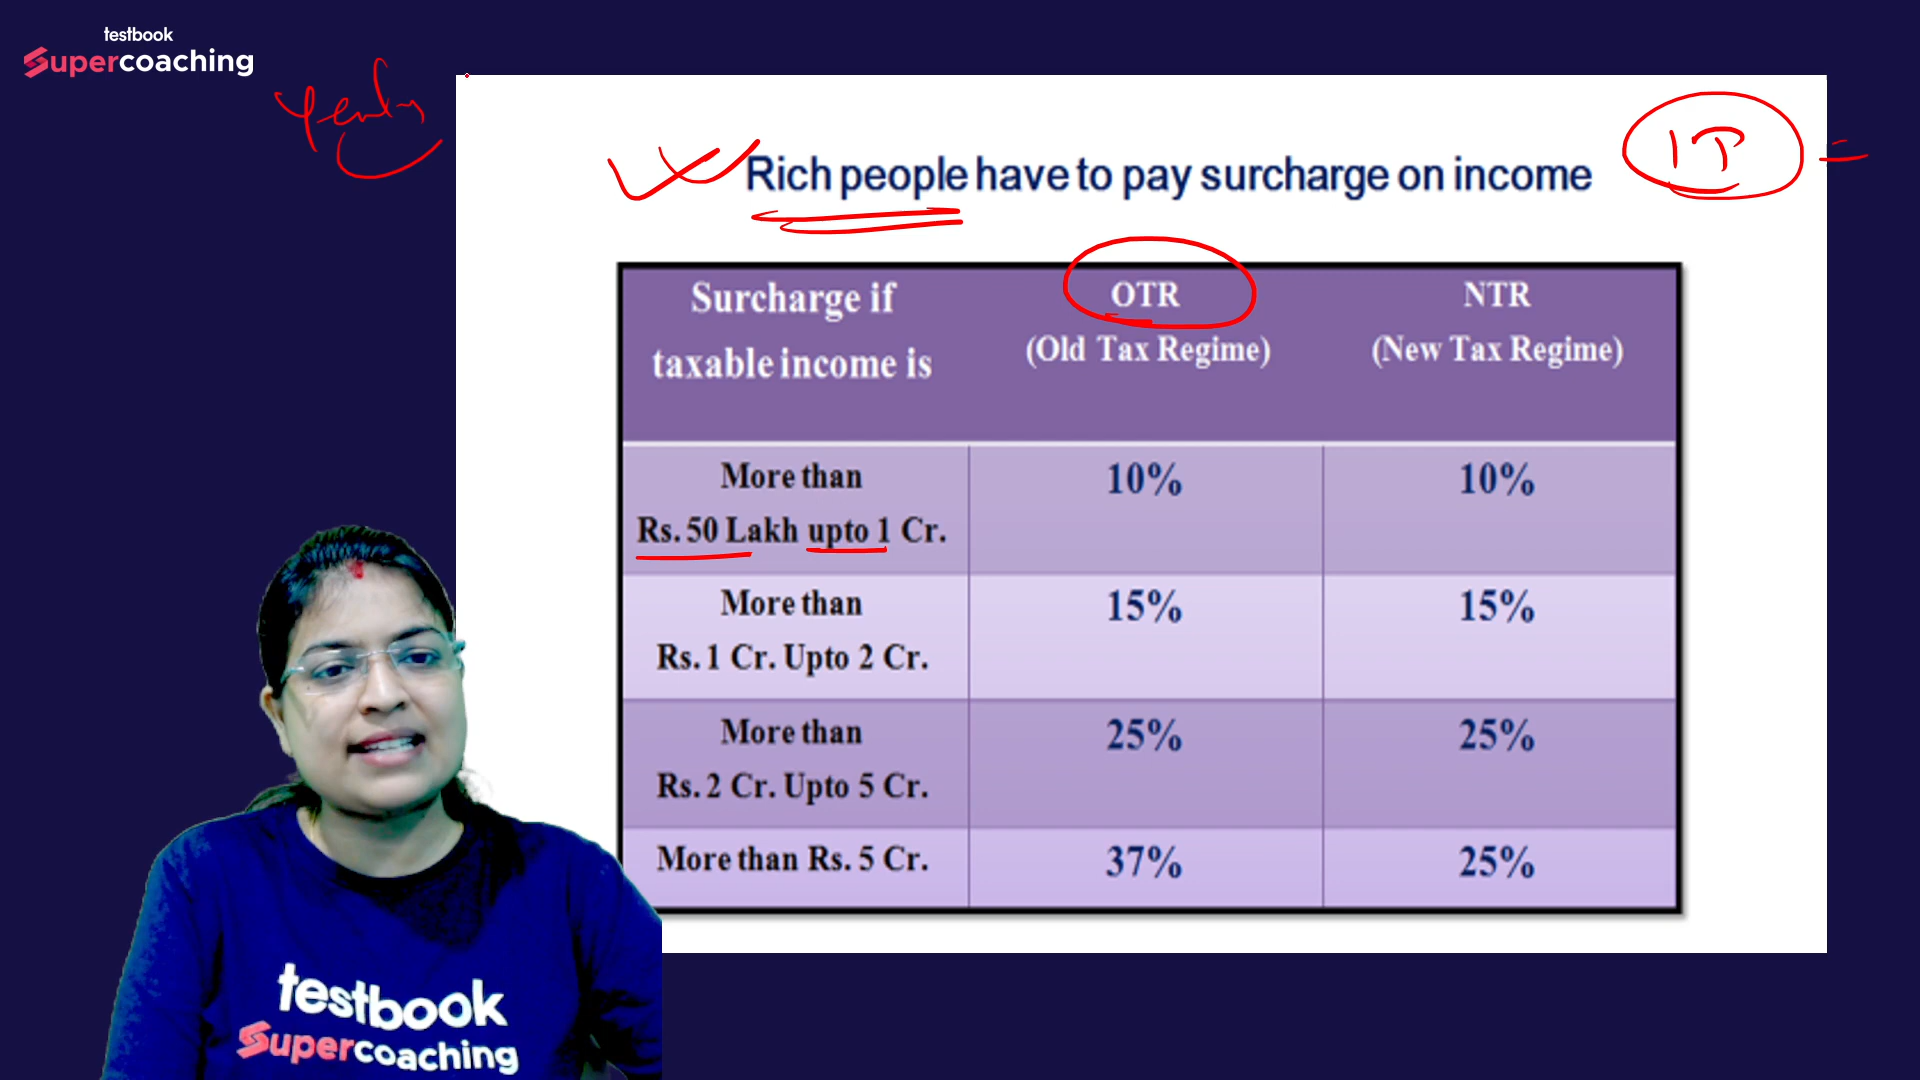 testbook
Supercoaching
Yearly
Rich people have to pay surcharge on income
IT =
Surcharge if
taxable income is
OTR
(Old Tax Regime)
NTR
(New Tax Regime)
More than
Rs. 50 Lakh upto 1 Cr.
10%
10%
More than
Rs. 1 Cr. Upto 2 Cr.
15%
15%
More than
Rs. 2 Cr. Upto 5 Cr.
25%
25%
More than Rs. 5 Cr.
37%
25%
testbook
Supercoaching